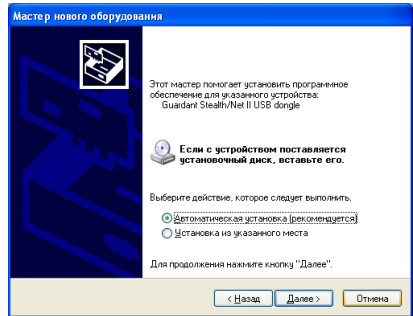 Мастер нового оборудования
Этот мастер помогает установить программное
обеспечение для указанного устройства:
Guardant Stealth/Net II USB dongle
Если с устройством поставляется
установочный диск, вставьте его.
Выберите действие, которое следует выполнить.
Автоматическая установка (рекомендуется)
Установка из указанного места
Для продолжения нажмите кнопку "Далее".
< Назад
Далее >
Отмена